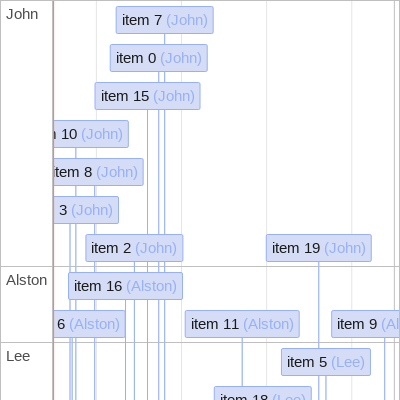 John
item 7 (John)
item 0 (John)
item 15 (John)
10 (John)
item 8 (John)
3 (John)
item 2 (John)
item 19 (John)
Alston
item 16 (Alston)
6 (Alston)
item 11 (Alston)
item 9 (Al
Lee
item 5 (Lee)
item 18 (Lee)